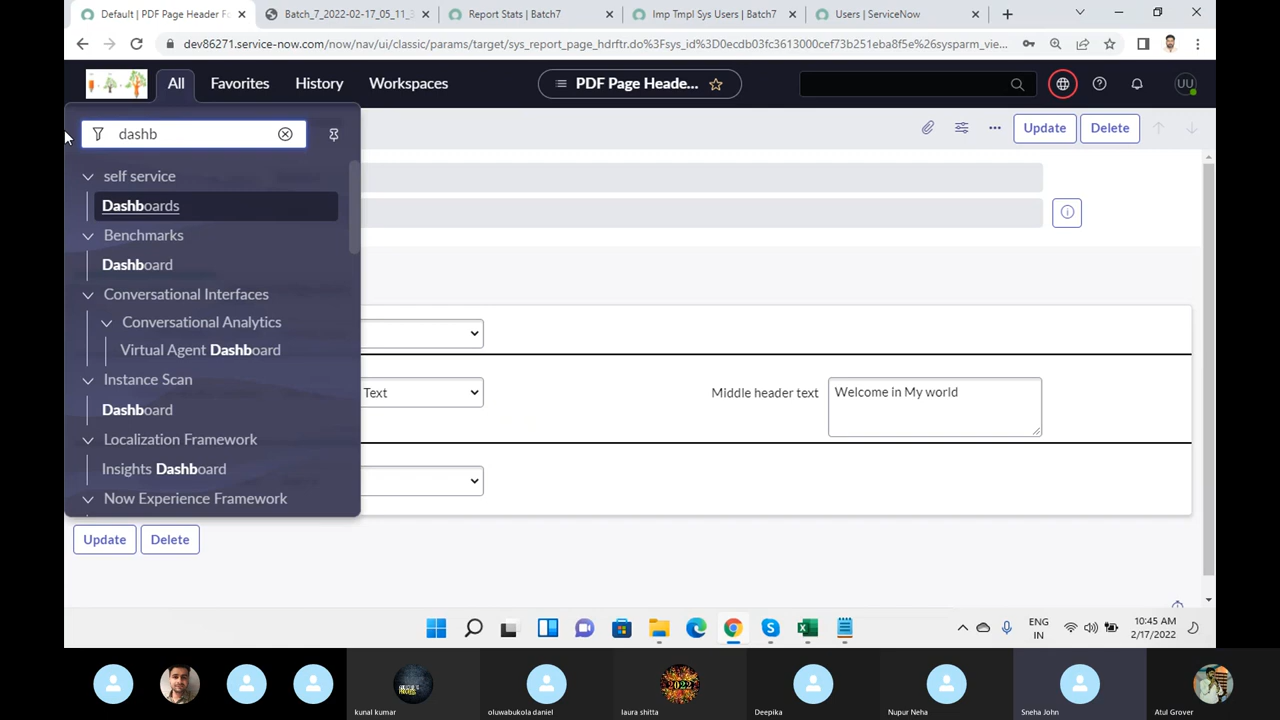 Default | PDF Page Header Fo
Batch_7_2022-02-17_05_11_3
Report Stats | Batch7
Imp Tmpl Sys Users | Batch7
Users | ServiceNow
dev86271.service-now.com/now/nav/ui/classic/params/target/sys_report_page_hdrftr.do%3Fsys_id%3D0ecdb03fc3613000cef73b251eba8f5e%26sysparm_vie...
All
Favorites
History
Workspaces
PDF Page Heade...
UU
dashb
Update
Delete
self service
Dashboards
Benchmarks
Dashboard
Conversational Interfaces
Conversational Analytics
Virtual Agent Dashboard
Instance Scan
Dashboard
Localization Framework
Insights Dashboard
Now Experience Framework
Text
Middle header text
Welcome in My world
Update
Delete
ENG
IN
10:45 AM
2/17/2022
kunal kumar
oluwabukola daniel
laura shitta
Deepika
Nupur Neha
Sneha John
Atul Grover
2022